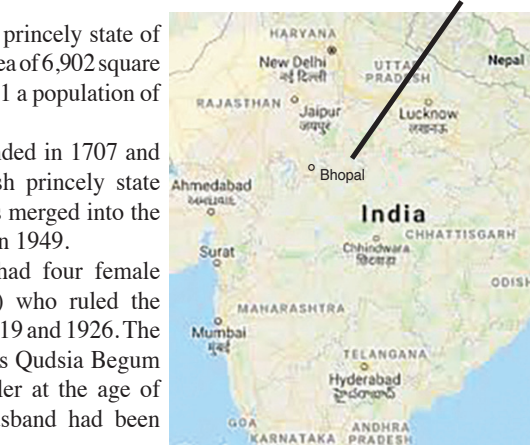 princely state of
ea of 6,902 square
1 a population of
ded in 1707 and
sh princely state
s merged into the
n 1949.
had four female
) who ruled the
19 and 1926. The
s Qudsia Begum
ler at the age of
sband had been
HARYANA
New Delhi
नई दिल्ली
UTTAR
PRADESH
Nepal
RAJASTHAN
Jaipur
जयपुर
Lucknow
लखनऊ
Bhopal
Ahmedabad
અમદાવાદ
India
CHHATTISGARH
Chhindwara
छिंदवाड़ा
Surat
ODISH
MAHARASHTRA
Mumbai
मुंबई
TELANGANA
Hyderabad
హైదరాబాద్
GOA
KARNATAKA
ANDHRA
PRADESH